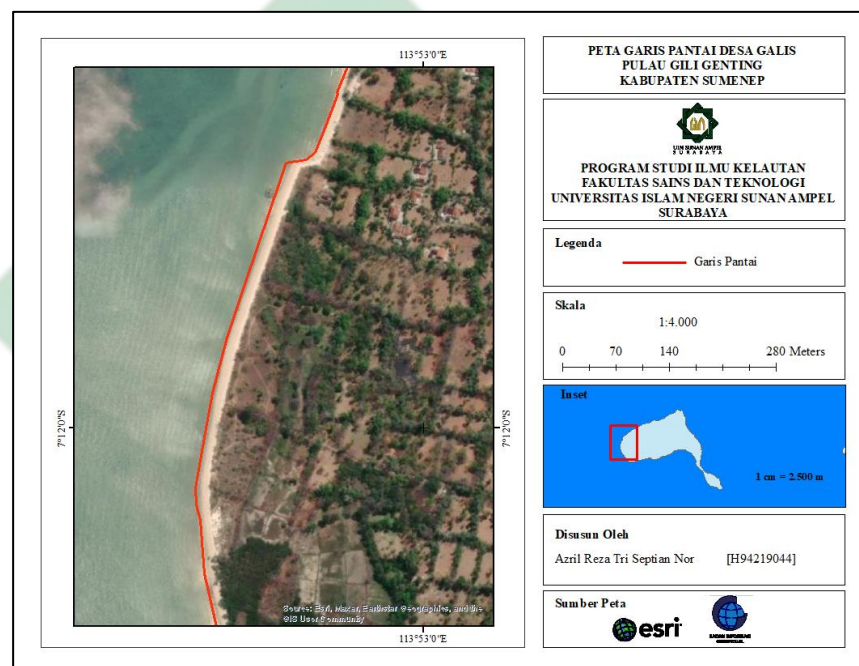 113°53'0"E
7°12'0"S
7°12'0"S
Source: Esri, Maxar, Earthstar Geographics, and the
GIS User Community
113°53'0"E
PETA GARIS PANTAI DESA GALIS
PULAU GILI GENTING
KABUPATEN SUMENEP
UIN SUNAN AMPEL
SURABAYA
PROGRAM STUDI ILMU KELAUTAN
FAKULTAS SAINS DAN TEKNOLOGI
UNIVERSITAS ISLAM NEGERI SUNAN AMPEL
SURABAYA
Legenda
Garis Pantai
Skala
1:4.000
0 70 140 280 Meters
Inset
1 cm = 2.500 m
Disusun Oleh
Azril Reza Tri Septian Nor [H94219044]
Sumber Peta
esri
BADAN INFORMASI
GEOSPASIAL